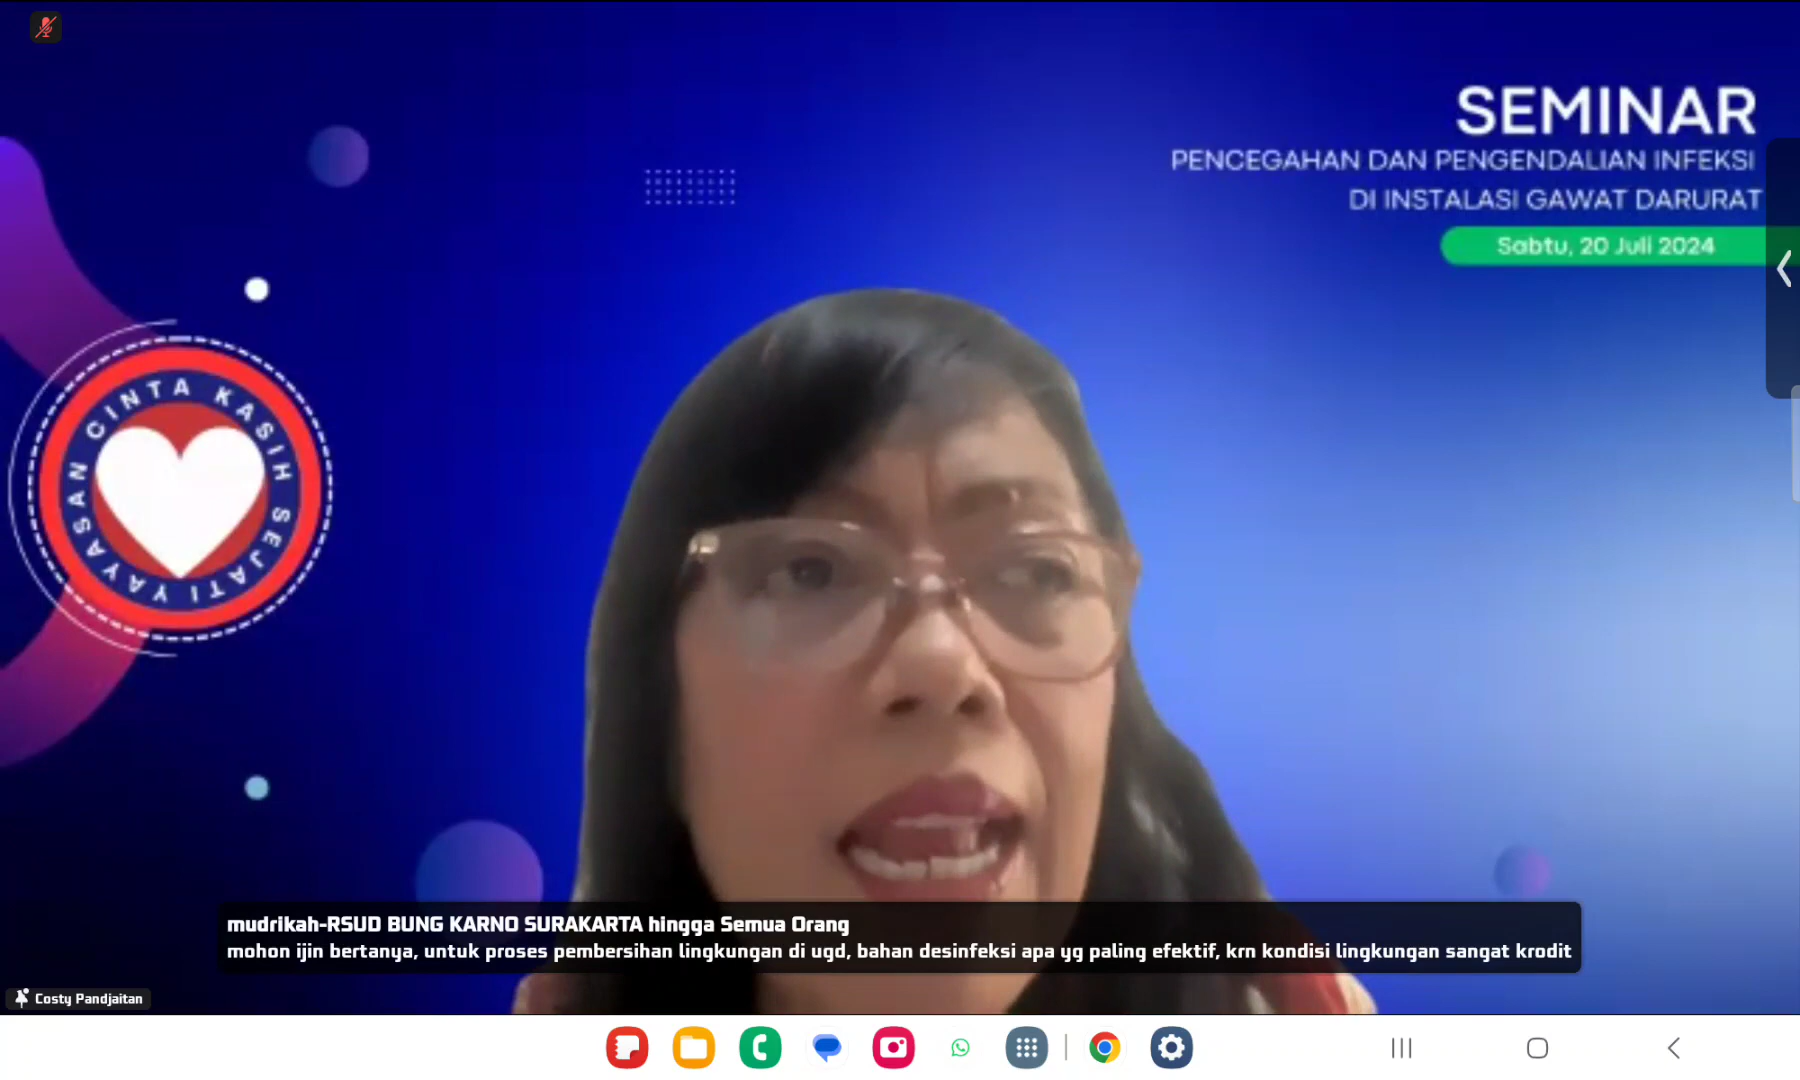 SEMINAR
PENCEGAHAN DAN PENGENDALIAN INFEKSI
DI INSTALASI GAWAT DARURAT
Sabtu, 20 Juli 2024
YAYASAN CINTA KASIH SEJATI
mudrikah-RSUD BUNG KARNO SURAKARTA hingga Semua Orang
mohon ijin bertanya, untuk proses pembersihan lingkungan di ugd, bahan desinfeksi apa yg paling efektif, krn kondisi lingkungan sangat krodit
Costy Pandjaitan